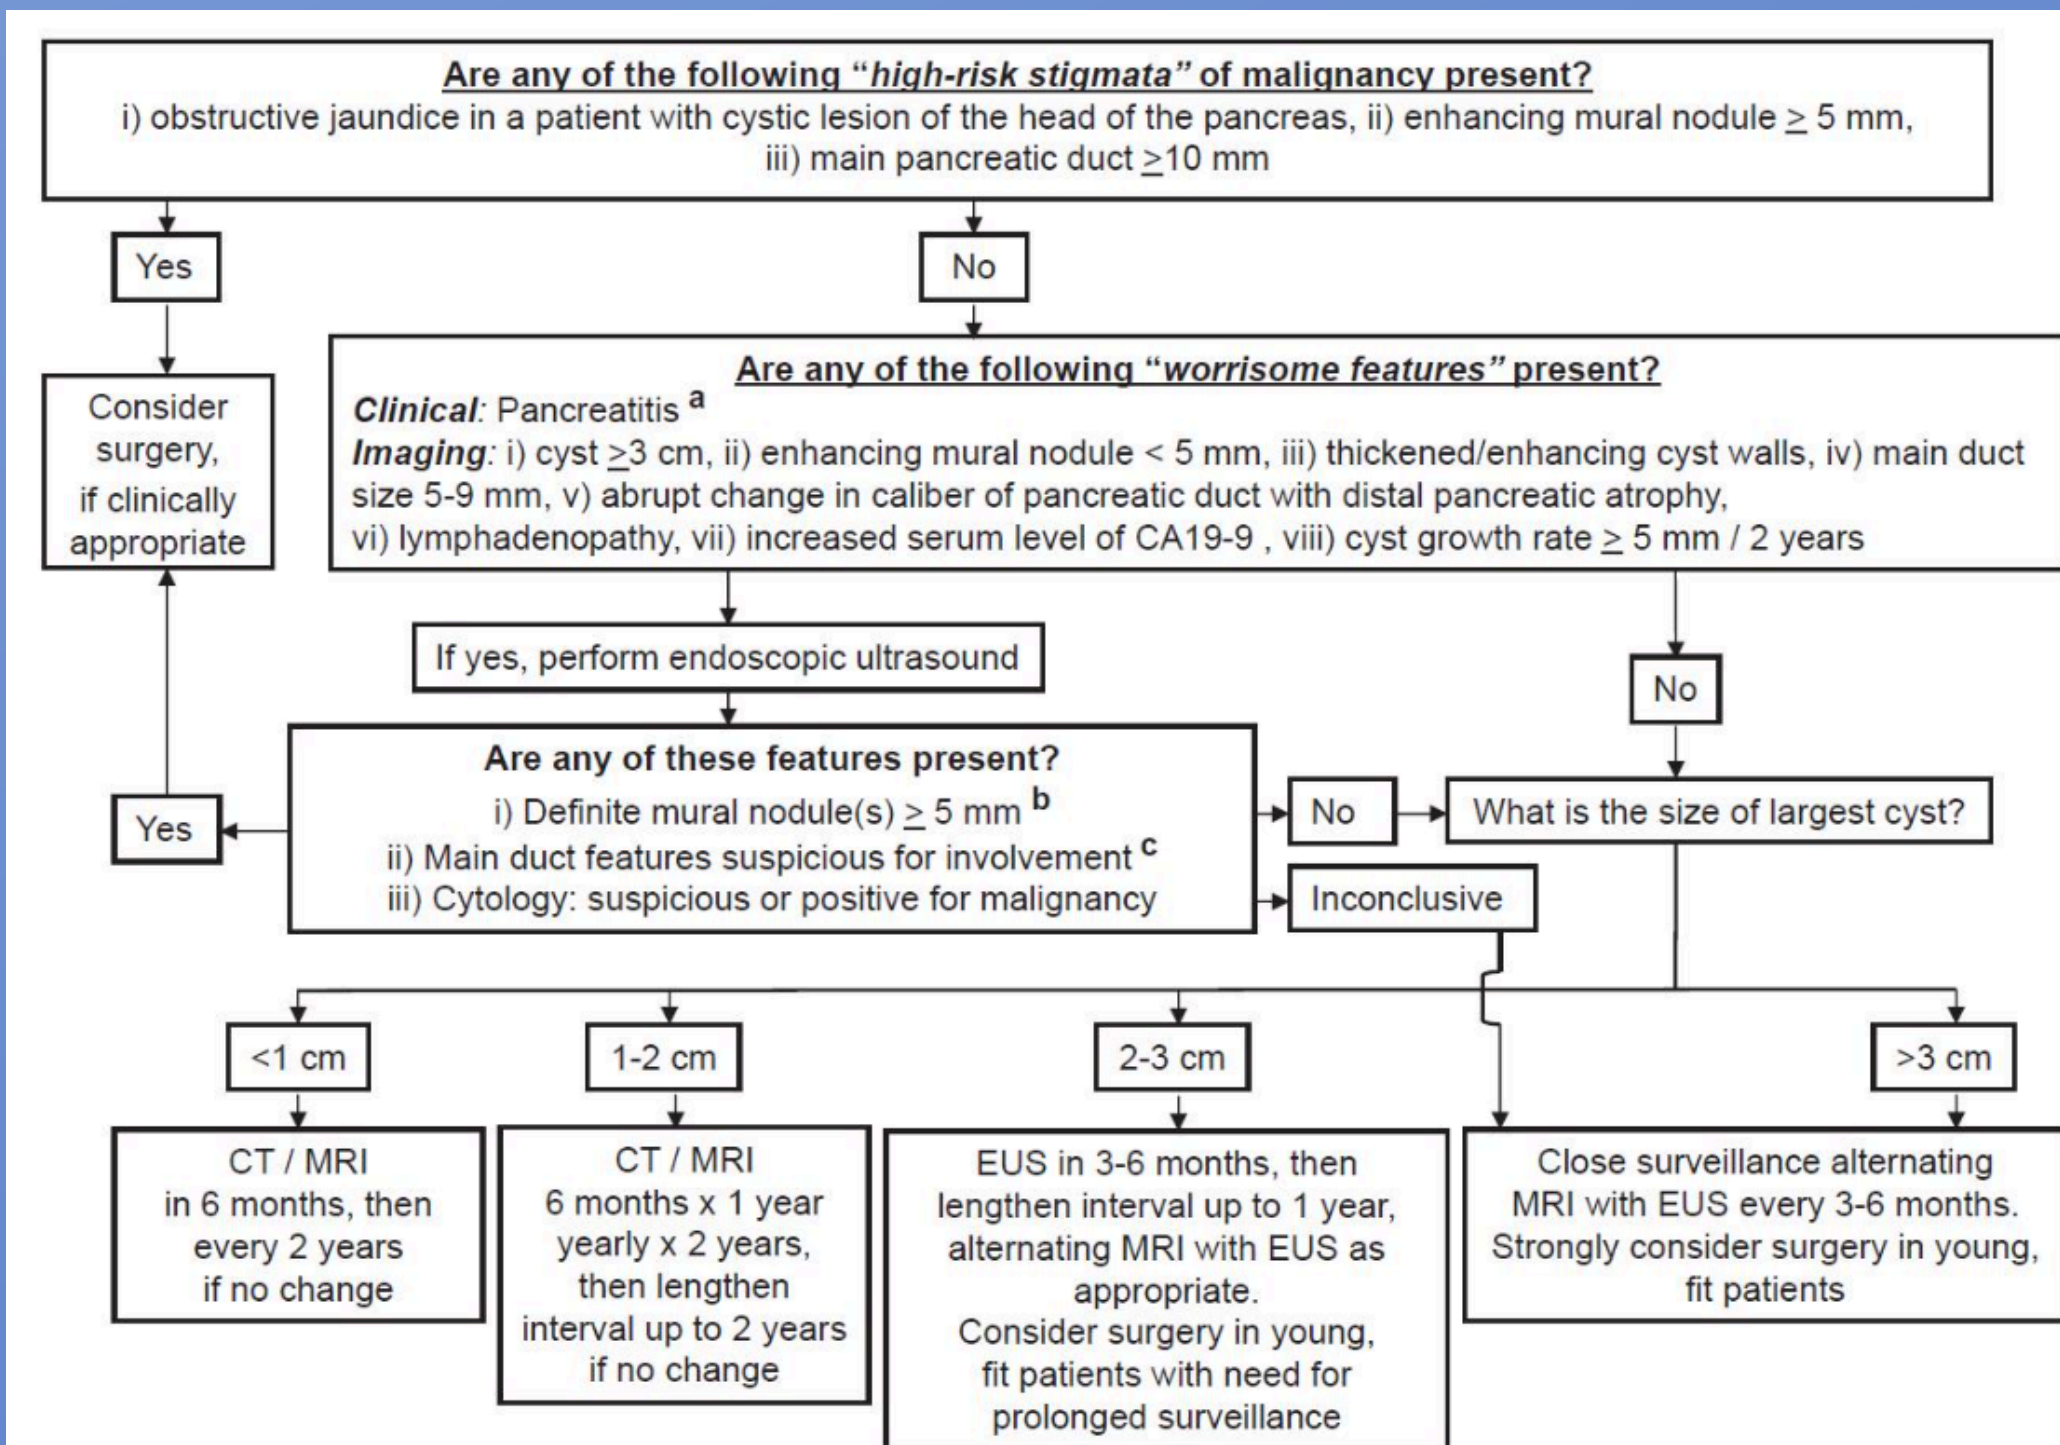 Are any of the following “high-risk stigmata” of malignancy present?
i) obstructive jaundice in a patient with cystic lesion of the head of the pancreas, ii) enhancing mural nodule ≥ 5 mm,
iii) main pancreatic duct ≥10 mm
Yes
No
Consider
surgery,
if clinically
appropriate
Are any of the following “worrisome features” present?
Clinical: Pancreatitis a
Imaging: i) cyst ≥3 cm, ii) enhancing mural nodule < 5 mm, iii) thickened/enhancing cyst walls, iv) main duct
size 5-9 mm, v) abrupt change in caliber of pancreatic duct with distal pancreatic atrophy,
vi) lymphadenopathy, vii) increased serum level of CA19-9 , viii) cyst growth rate ≥ 5 mm / 2 years
If yes, perform endoscopic ultrasound
No
Are any of these features present?
i) Definite mural nodule(s) ≥ 5 mm b
ii) Main duct features suspicious for involvement c
iii) Cytology: suspicious or positive for malignancy
Yes
No
What is the size of largest cyst?
Inconclusive
<1 cm
1-2 cm
2-3 cm
>3 cm
CT / MRI
in 6 months, then
every 2 years
if no change
CT / MRI
6 months x 1 year
yearly x 2 years,
then lengthen
interval up to 2 years
if no change
EUS in 3-6 months, then
lengthen interval up to 1 year,
alternating MRI with EUS as
appropriate.
Consider surgery in young,
fit patients with need for
prolonged surveillance
Close surveillance alternating
MRI with EUS every 3-6 months.
Strongly consider surgery in young,
fit patients